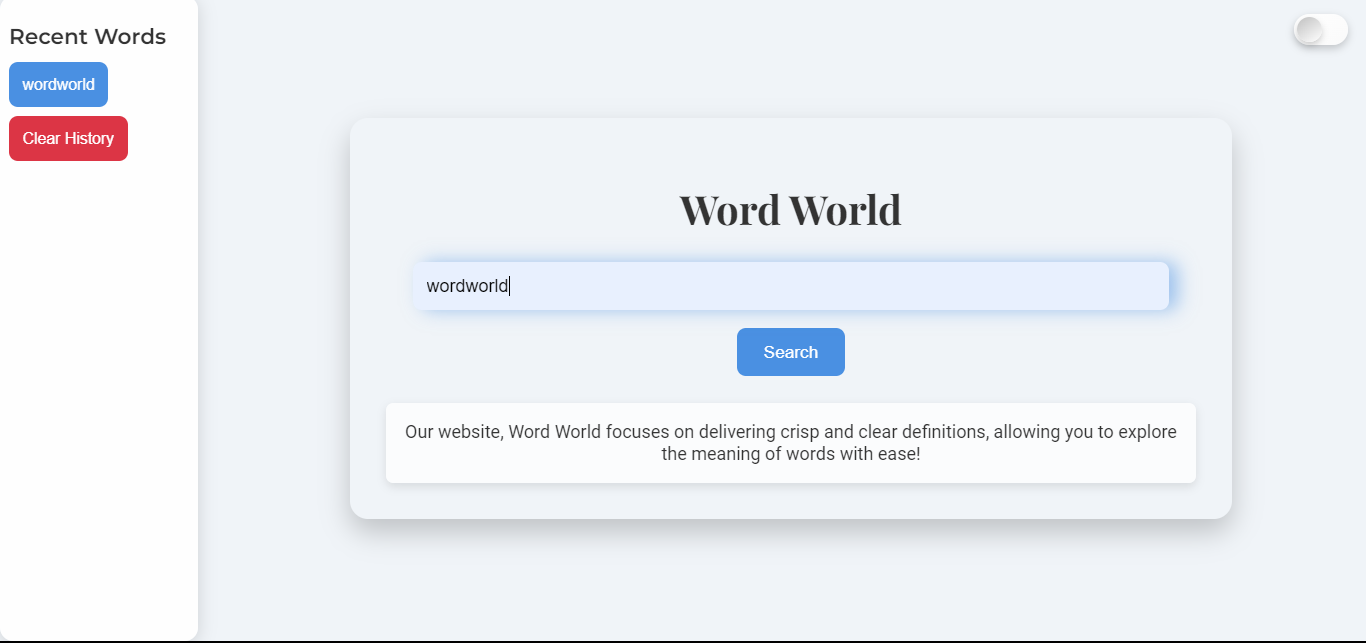 Recent Words
wordworld
Clear History
Word World
wordworld
Search
Our website, Word World focuses on delivering crisp and clear definitions, allowing you to explore
the meaning of words with ease!